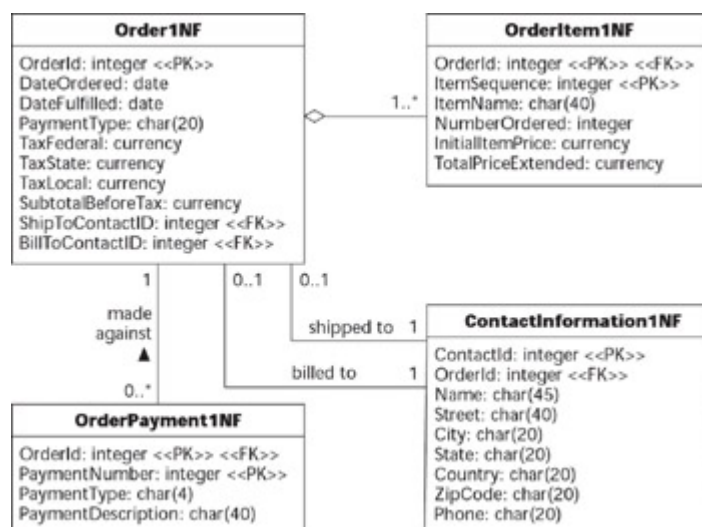 Order1NF
OrderId: integer <<PK>>
DateOrdered: date
DateFulfilled: date
PaymentType: char(20)
TaxFederal: currency
TaxState: currency
TaxLocal: currency
SubtotalBeforeTax: currency
ShipToContactID: integer <<FK>>
BillToContactID: integer <<FK>>
OrderItem1NF
OrderId: integer <<PK>> <<FK>>
ItemSequence: integer <<PK>>
ItemName: char(40)
NumberOrdered: integer
InitialItemPrice: currency
TotalPriceExtended: currency
1..*
1
0..1
0..1
made
against
0..*
shipped to 1
billed to 1
ContactInformation1NF
ContactId: integer <<PK>>
OrderId: integer <<FK>>
Name: char(45)
Street: char(40)
City: char(20)
State: char(20)
Country: char(20)
ZipCode: char(20)
Phone: char(20)
OrderPayment1NF
OrderId: integer <<PK>> <<FK>>
PaymentNumber: integer <<PK>>
PaymentType: char(4)
PaymentDescription: char(40)